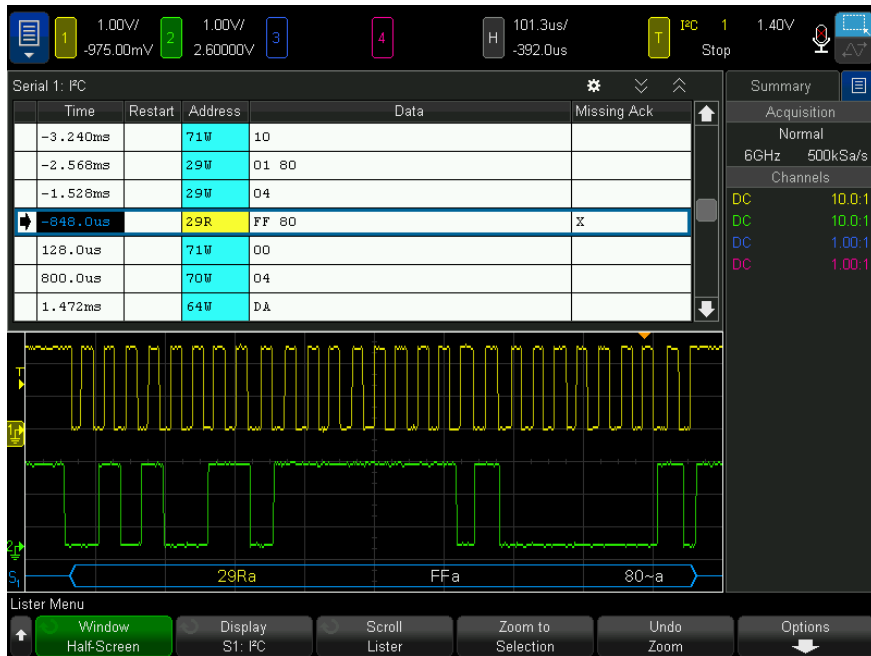 1 1.00V/ 2 1.00V/ 3 4 H 101.3us/ T I²C 1 1.40V
-975.00mV 2.60000V -392.0us Stop
Serial 1: I²C
Time Restart Address Data Missing Ack
-3.240ms 71W 10
-2.568ms 29W 01 80
-1.528ms 29W 04
-848.0us 29R FF 80 X
128.0us 71W 00
800.0us 70W 04
1.472ms 64W DA
Summary
Acquisition
Normal
6GHz 500kSa/s
Channels
DC 10.0:1
DC 10.0:1
DC 1.00:1
DC 1.00:1
T
1
2
S1 29Ra FFa 80~a
Lister Menu
Window Display Scroll Zoom to Undo Options
Half-Screen S1: I²C Lister Selection Zoom